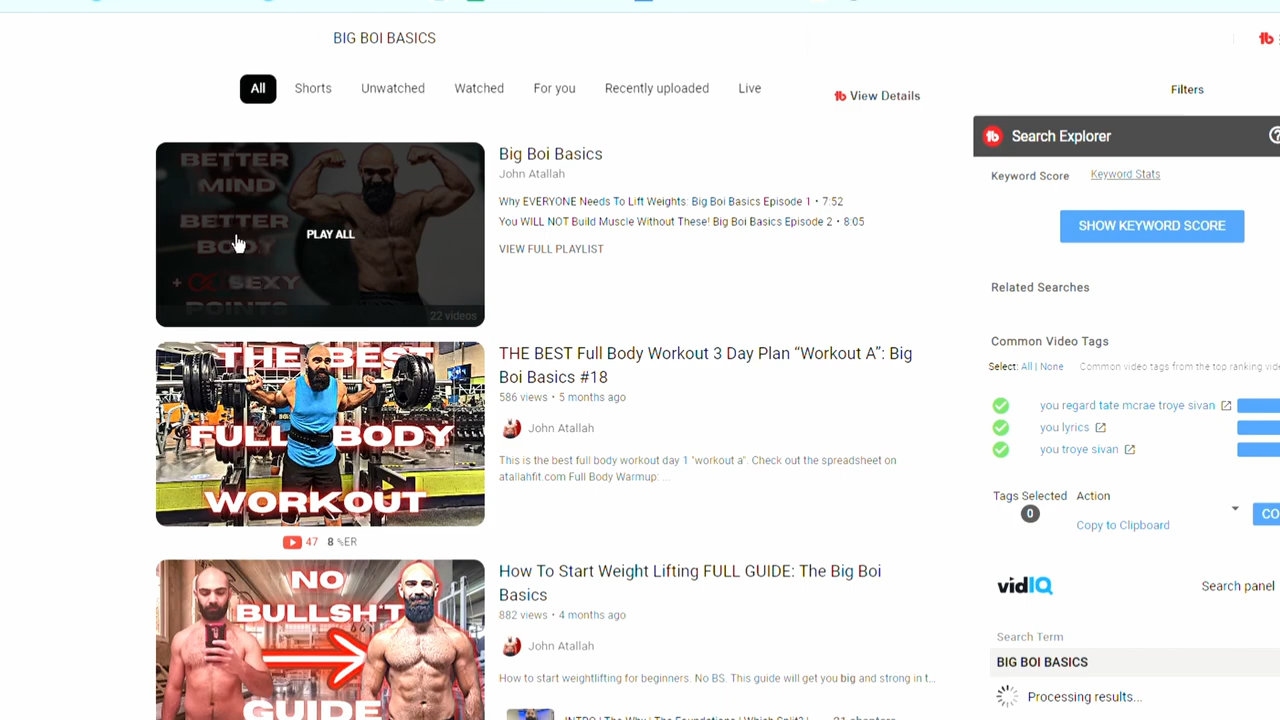 BIG BOI BASICS
All
Shorts
Unwatched
Watched
For you
Recently uploaded
Live
View Details
Filters
BETTER
MIND
BETTER
BODY
+ SEXY
POINTS
PLAY ALL
22 videos
Big Boi Basics
John Atallah
Why EVERYONE Needs To Lift Weights: Big Boi Basics Episode 1 • 7:52
You WILL NOT Build Muscle Without These! Big Boi Basics Episode 2 • 8:05
VIEW FULL PLAYLIST
THE BEST
FULL BODY
WORKOUT
47 8 %ER
THE BEST Full Body Workout 3 Day Plan “Workout A”: Big
Boi Basics #18
586 views • 5 months ago
John Atallah
This is the best full body workout day 1 "workout a". Check out the spreadsheet on
atallahfit.com Full Body Warmup: ...
NO
BULLSH*T
GUIDE
How To Start Weight Lifting FULL GUIDE: The Big Boi
Basics
882 views • 4 months ago
John Atallah
How to start weightlifting for beginners. No BS. This guide will get you big and strong in t...
INTRO | The Why | The Foundations | Which Split? |
21 chapters
Search Explorer
Keyword Score
Keyword Stats
SHOW KEYWORD SCORE
Related Searches
Common Video Tags
Select: All | None
Common video tags from the top ranking
you regard tate mcrae troye sivan
you lyrics
you troye sivan
Tags Selected
0
Action
Copy to Clipboard
CO
vidIQ
Search panel
Search Term
BIG BOI BASICS
Processing results...